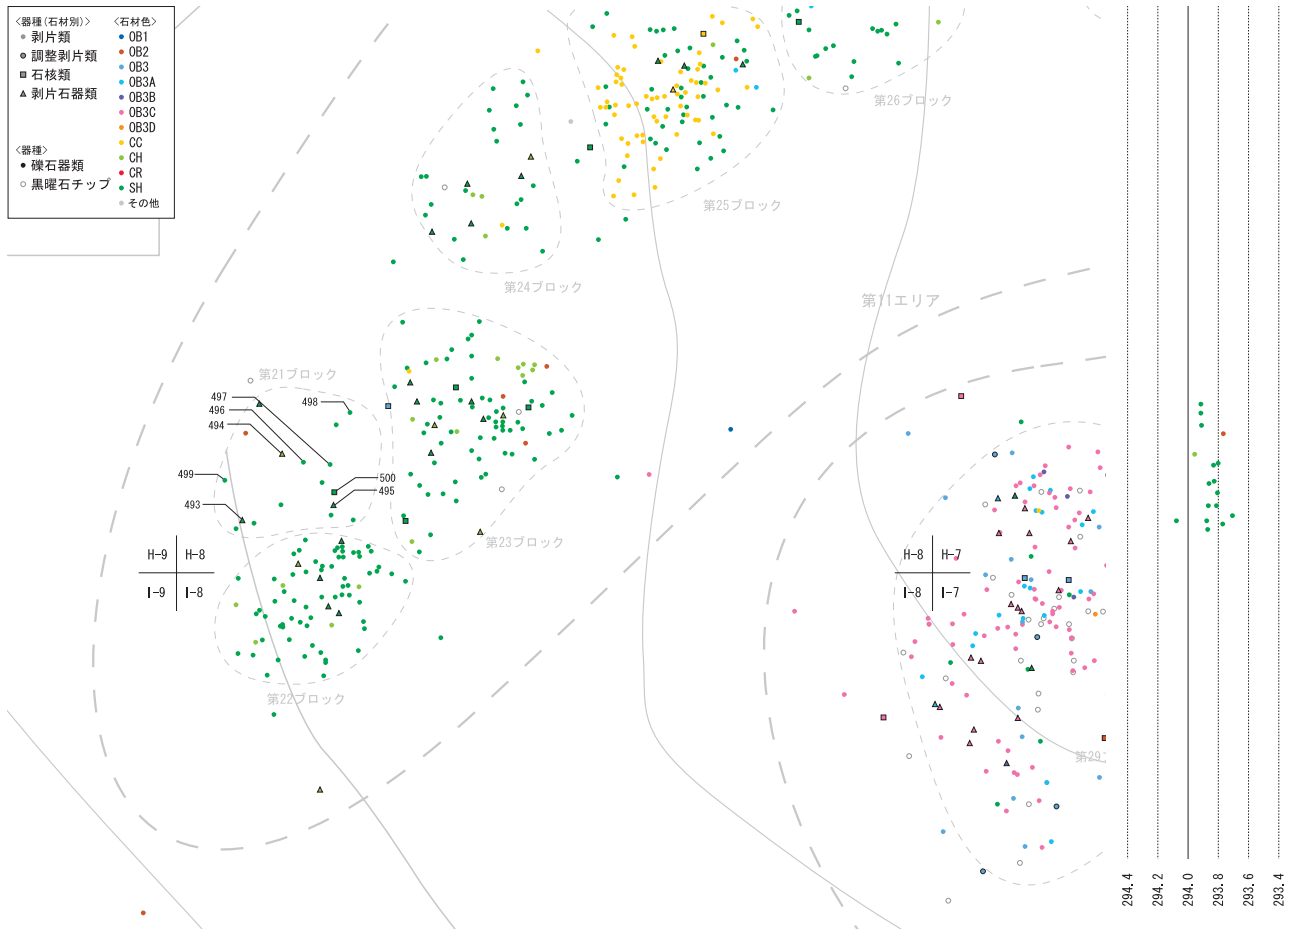 〈器種(石材別)〉
剥片類
調整剥片類
石核類
剥片石器類
〈器種〉
礫石器類
黒曜石チップ
〈石材色〉
OB1
OB2
OB3
OB3A
OB3B
OB3C
OB3D
CC
CH
CR
SH
その他
第26ブロック
第25ブロック
第24ブロック
第11エリア
第21ブロック
497
496
494
498
499
500
495
493
第23ブロック
H-9 H-8
I-9 I-8
H-8 H-7
I-8 I-7
第22ブロック
第29
294.4
294.2
294.0
293.8
293.6
293.4